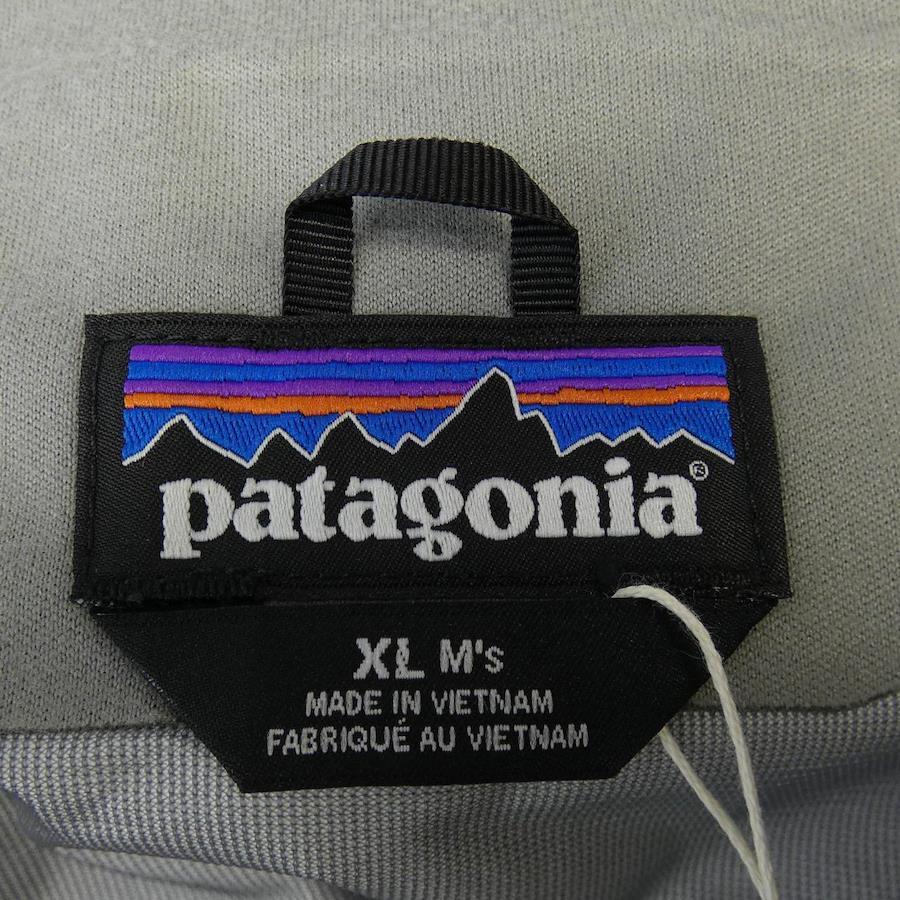 patagonia®
XL M's
MADE IN VIETNAM
FABRIQUÉ AU VIETNAM